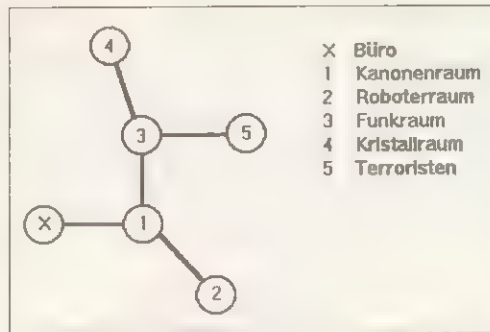 4
3
5
X
1
2
X Büro
1 Kanonenraum
2 Roboterraum
3 Funkraum
4 Kristallraum
5 Terroristen